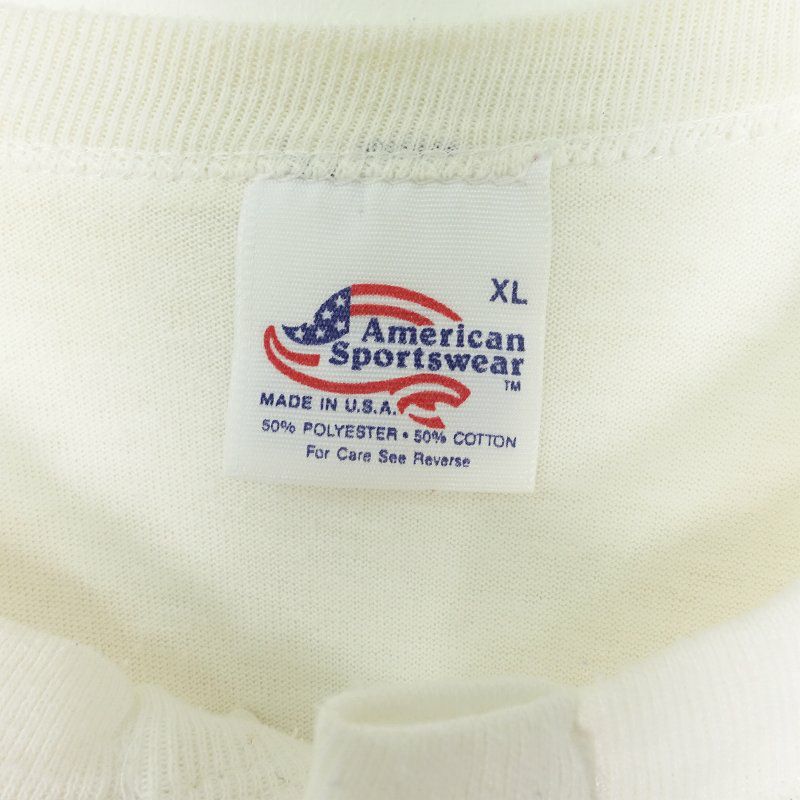 XL
American
Sportswear
TM
MADE IN U.S.A.
50% POLYESTER • 50% COTTON
For Care See Reverse